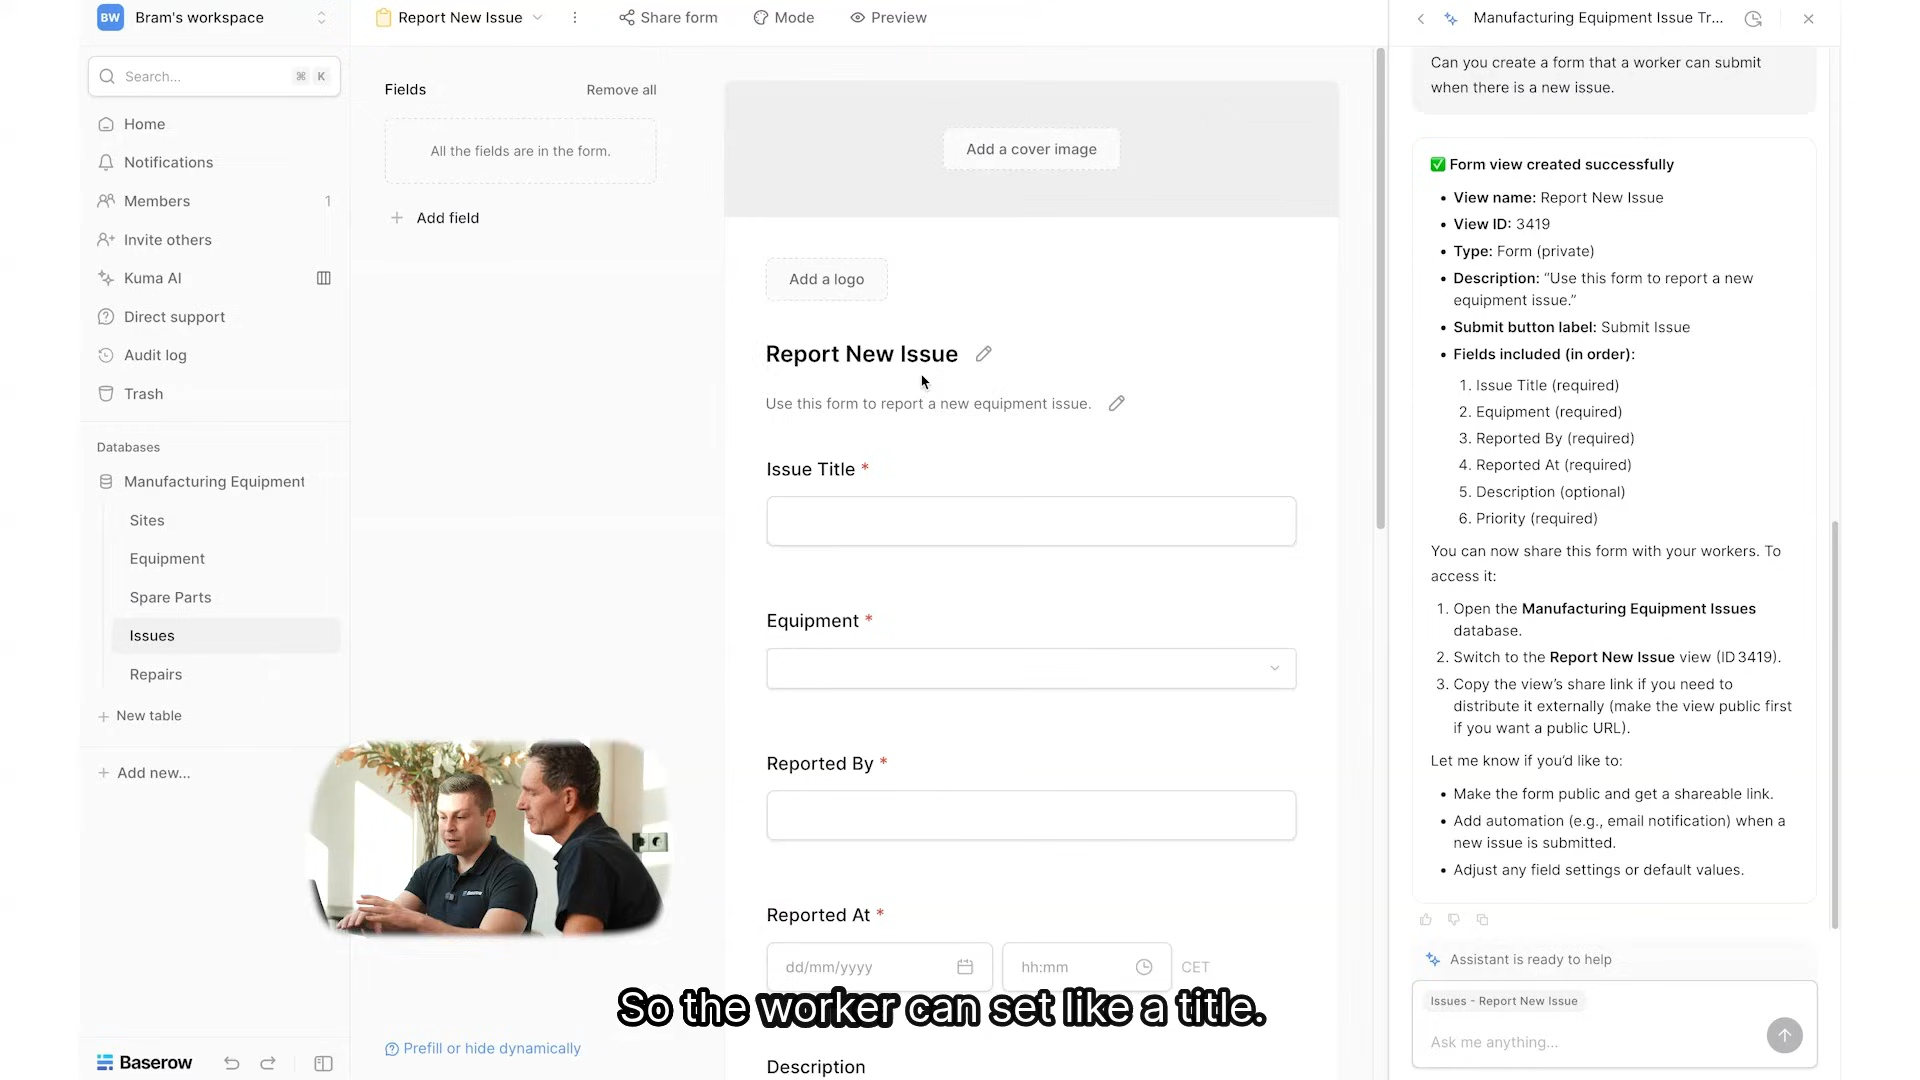 BW Bram's workspace
Report New Issue
Share form
Mode
Preview
Manufacturing Equipment Issue Tr...
Search...
⌘ K
Home
Notifications
Members 1
Invite others
Kuma AI
Direct support
Audit log
Trash
Databases
Manufacturing Equipment
Sites
Equipment
Spare Parts
Issues
Repairs
+ New table
+ Add new...
Baserow
Fields
Remove all
All the fields are in the form.
+ Add field
Prefill or hide dynamically
Add a cover image
Add a logo
Report New Issue
Use this form to report a new equipment issue.
Issue Title *
Equipment *
Reported By *
Reported At *
dd/mm/yyyy
hh:mm
CET
So the worker can set like a title.
Description
Can you create a form that a worker can submit
when there is a new issue.
✅ Form view created successfully
• View name: Report New Issue
• View ID: 3419
• Type: Form (private)
• Description: “Use this form to report a new
equipment issue.”
• Submit button label: Submit Issue
• Fields included (in order):
1. Issue Title (required)
2. Equipment (required)
3. Reported By (required)
4. Reported At (required)
5. Description (optional)
6. Priority (required)
You can now share this form with your workers. To
access it:
1. Open the Manufacturing Equipment Issues
database.
2. Switch to the Report New Issue view (ID 3419).
3. Copy the view’s share link if you need to
distribute it externally (make the view public first
if you want a public URL).
Let me know if you’d like to:
• Make the form public and get a shareable link.
• Add automation (e.g., email notification) when a
new issue is submitted.
• Adjust any field settings or default values.
Assistant is ready to help
Issues - Report New Issue
Ask me anything...